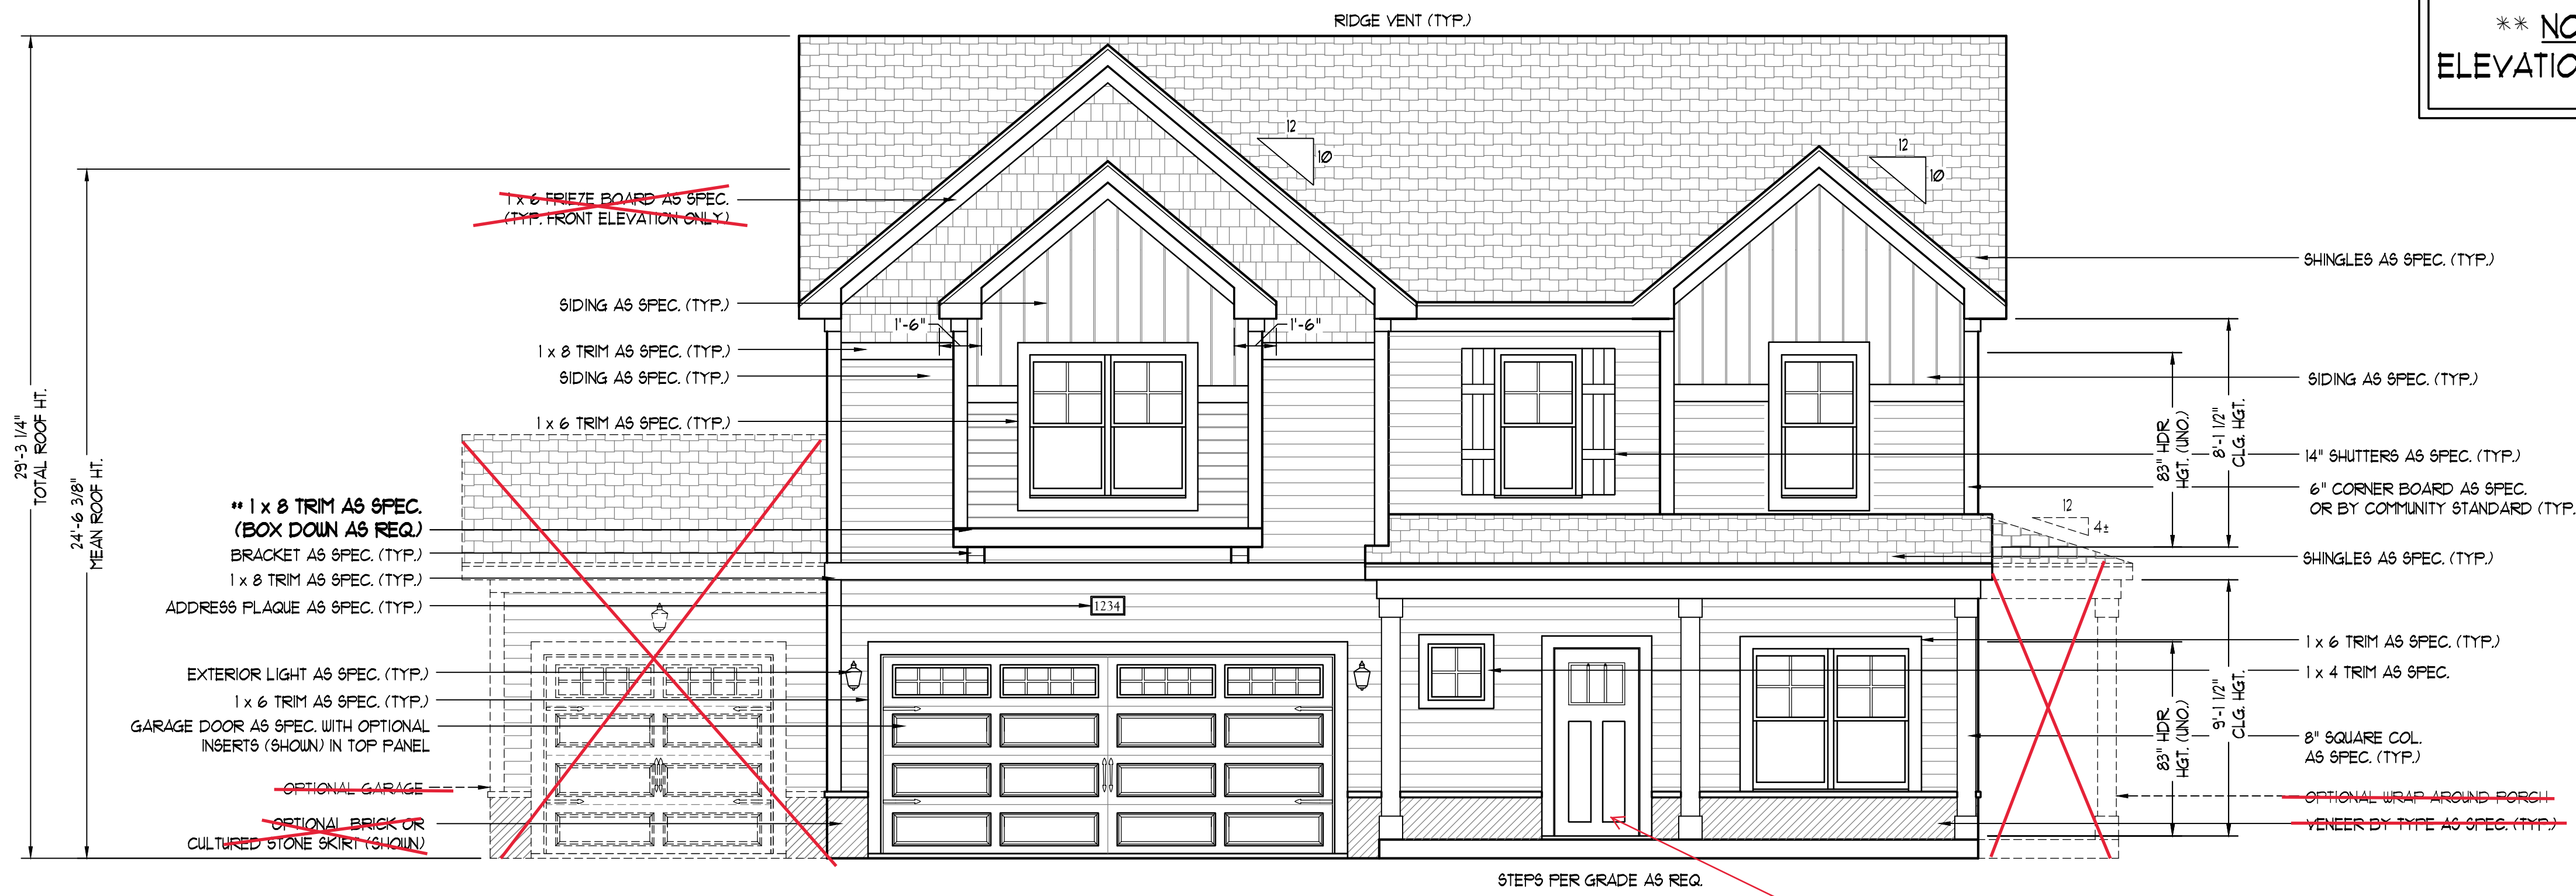 RIDGE VENT (TYP.)
** NO
ELEVATIO
12
10
12
10
1 x 6 FRIEZE BOARD AS SPEC.
(TYP. FRONT ELEVATION ONLY)
SIDING AS SPEC. (TYP.)
1'-6"
1'-6"
1 x 8 TRIM AS SPEC. (TYP.)
SIDING AS SPEC. (TYP.)
1 x 6 TRIM AS SPEC. (TYP.)
29'-3 1/4"
TOTAL ROOF HT.
24'-6 3/8"
MEAN ROOF HT.
** 1 x 8 TRIM AS SPEC.
(BOX DOWN AS REQ.)
BRACKET AS SPEC. (TYP.)
1 x 8 TRIM AS SPEC. (TYP.)
ADDRESS PLAQUE AS SPEC. (TYP.)
1234
EXTERIOR LIGHT AS SPEC. (TYP.)
1 x 6 TRIM AS SPEC. (TYP.)
GARAGE DOOR AS SPEC. WITH OPTIONAL
INSERTS (SHOWN) IN TOP PANEL
OPTIONAL GARAGE
OPTIONAL BRICK OR
CULTURED STONE SKIRT (SHOWN)
SHINGLES AS SPEC. (TYP.)
SIDING AS SPEC. (TYP.)
83" HDR
HGT. (UNO.)
8'-1 1/2"
CLG. HGT.
14" SHUTTERS AS SPEC. (TYP.)
6" CORNER BOARD AS SPEC.
OR BY COMMUNITY STANDARD (TYP.
12
4±
SHINGLES AS SPEC. (TYP.)
1 x 6 TRIM AS SPEC. (TYP.)
1 x 4 TRIM AS SPEC.
83" HDR
HGT. (UNO.)
9'-1 1/2"
CLG. HGT.
8" SQUARE COL.
AS SPEC. (TYP.)
OPTIONAL WRAP AROUND PORCH
VENEER BY TYPE AS SPEC. (TYP.)
STEPS PER GRADE AS REQ.